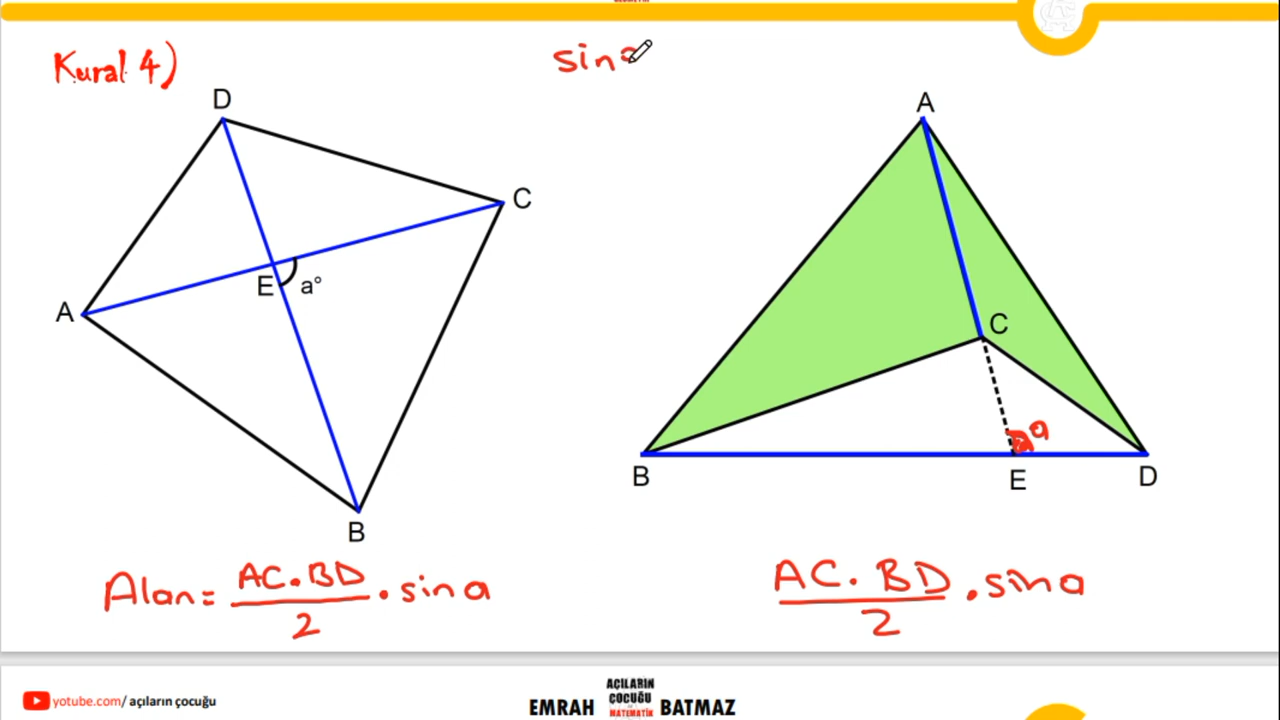 Kural 4)
sin
D
C
A
E
a°
B
Alan = AC.BD / 2 . sin a
A
C
a
B
E
D
AC.BD / 2 . sin a
yotube.com/ açıların çocuğu
EMRAH
AÇILARIN
ÇOCUĞU
MATEMATİK
BATMAZ